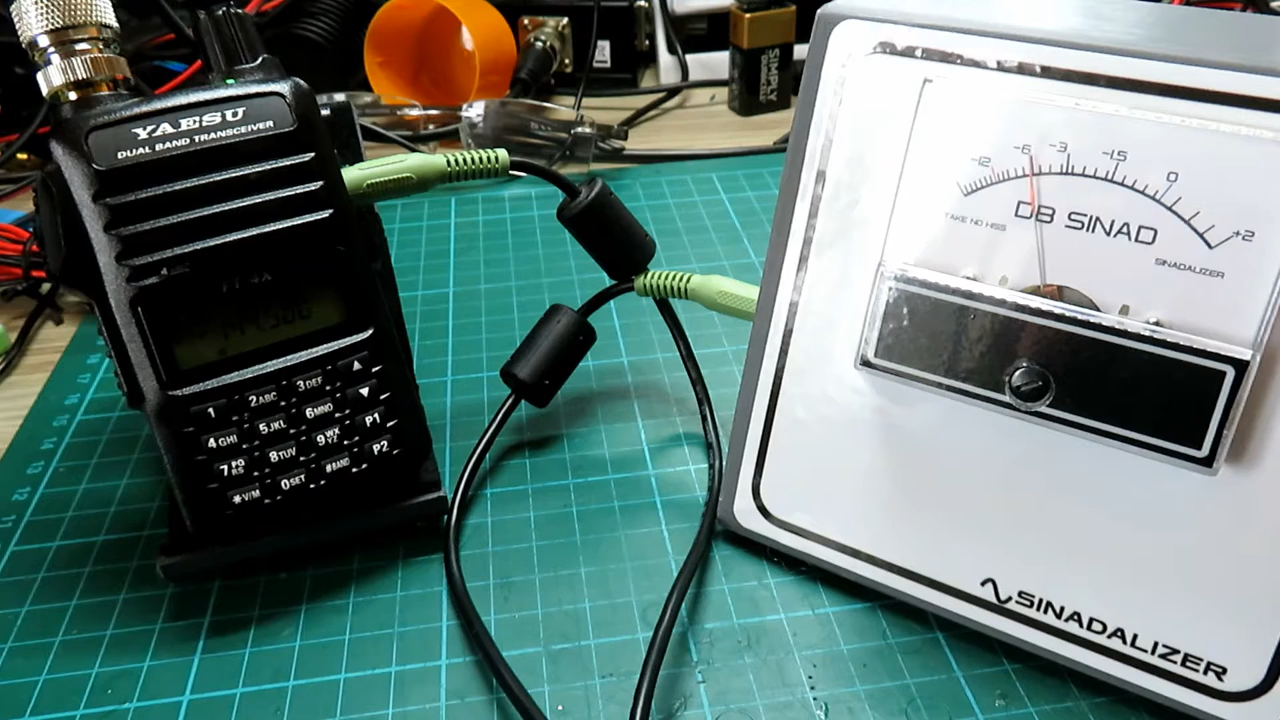 YAESU
DUAL BAND TRANSCEIVER
1 2ABC 3DEF
4GHI 5JKL 6MNO
7PQRS 8TUV 9WXYZ P1
*V/M 0SET #BAND P2
SIMPLY
DURACELL
-12 -6 -3 -1.5 0 +2
DB SINAD
TAKE NO HISS
SINADALIZER
SINADALIZER